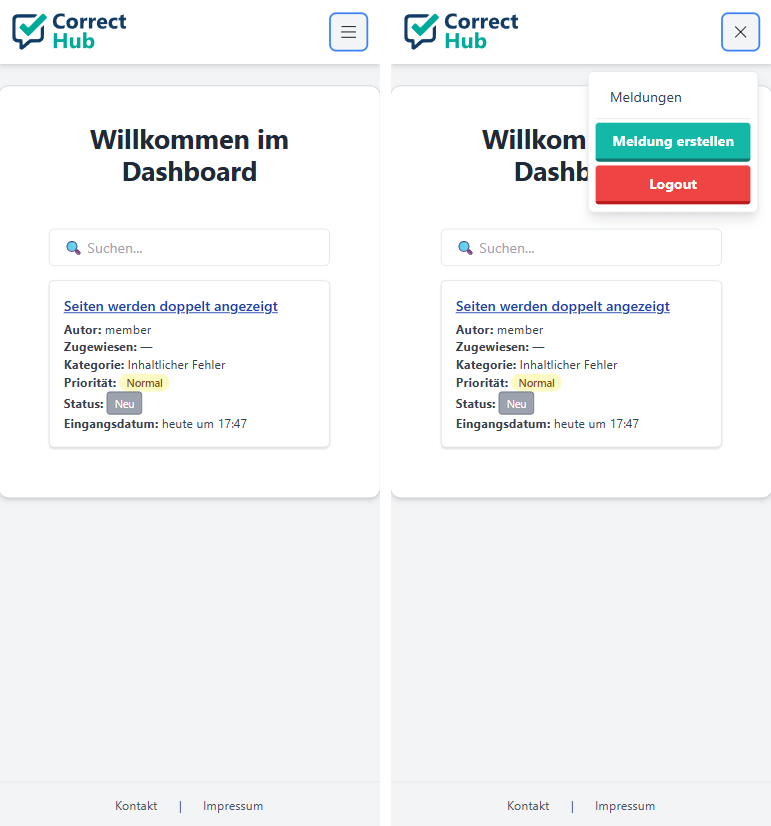 Correct
Hub
Willkommen im
Dashboard
Suchen...
Seiten werden doppelt angezeigt
Autor: member
Zugewiesen: —
Kategorie: Inhaltlicher Fehler
Priorität: Normal
Status: Neu
Eingangsdatum: heute um 17:47
Kontakt | Impressum
Correct
Hub
Meldungen
Meldung erstellen
Logout
Willkom
Dashb
Suchen...
Seiten werden doppelt angezeigt
Autor: member
Zugewiesen: —
Kategorie: Inhaltlicher Fehler
Priorität: Normal
Status: Neu
Eingangsdatum: heute um 17:47
Kontakt | Impressum